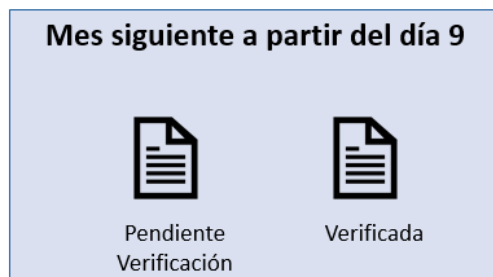 Mes siguiente a partir del día 9
Pendiente
Verificación
Verificada